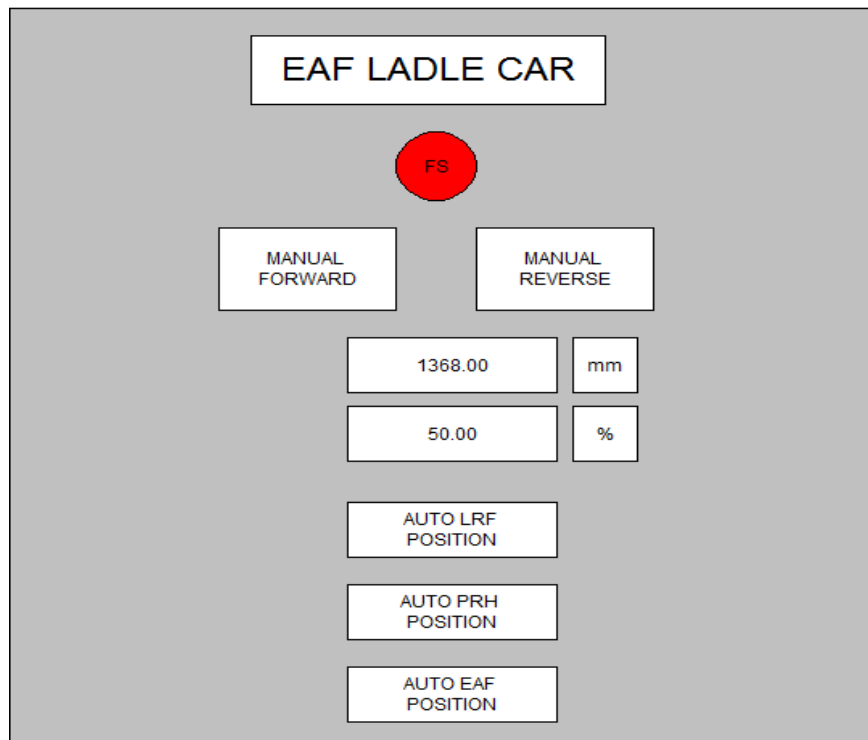 EAF LADLE CAR
FS
MANUAL
FORWARD
MANUAL
REVERSE
1368.00
mm
50.00
%
AUTO LRF
POSITION
AUTO PRH
POSITION
AUTO EAF
POSITION